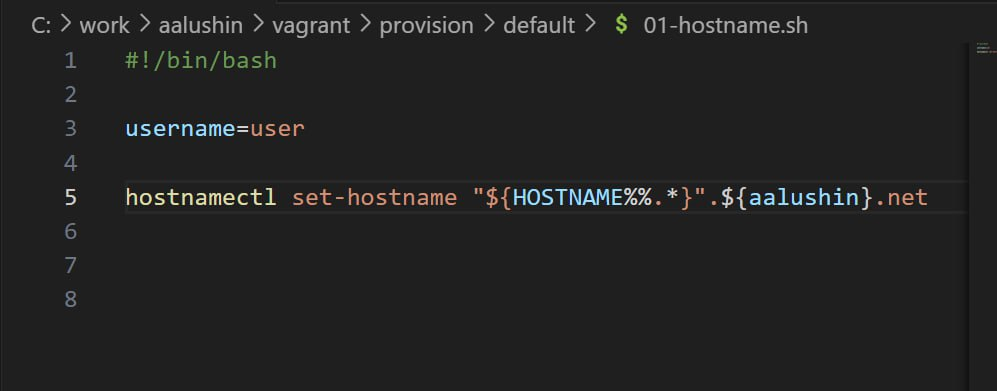 C: > work > aalushin > vagrant > provision > default > $ 01-hostname.sh
1 #!/bin/bash
2
3 username=user
4
5 hostnamectl set-hostname "${HOSTNAME%%.*}".${aalushin}.net
6
7
8